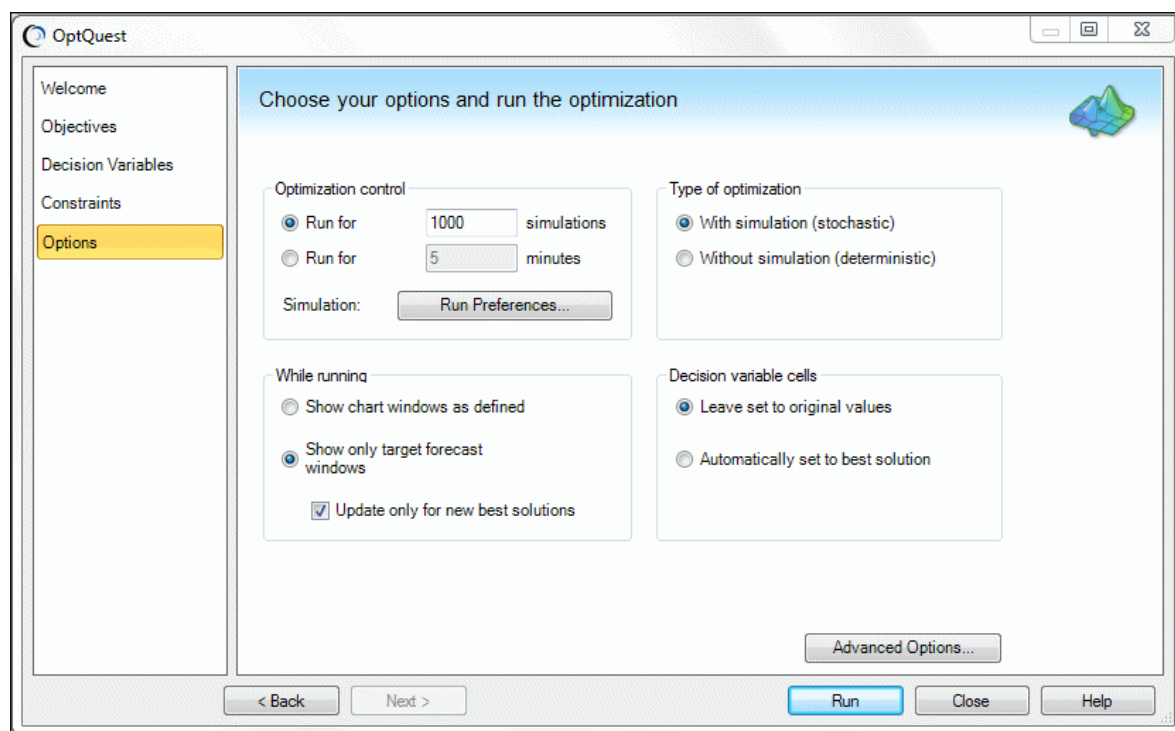 OptQuest
Welcome
Objectives
Decision Variables
Constraints
Options
Choose your options and run the optimization
Optimization control
Run for 1000 simulations
Run for 5 minutes
Simulation: Run Preferences...
Type of optimization
With simulation (stochastic)
Without simulation (deterministic)
While running
Show chart windows as defined
Show only target forecast
windows
Update only for new best solutions
Decision variable cells
Leave set to original values
Automatically set to best solution
Advanced Options...
< Back Next > Run Close Help